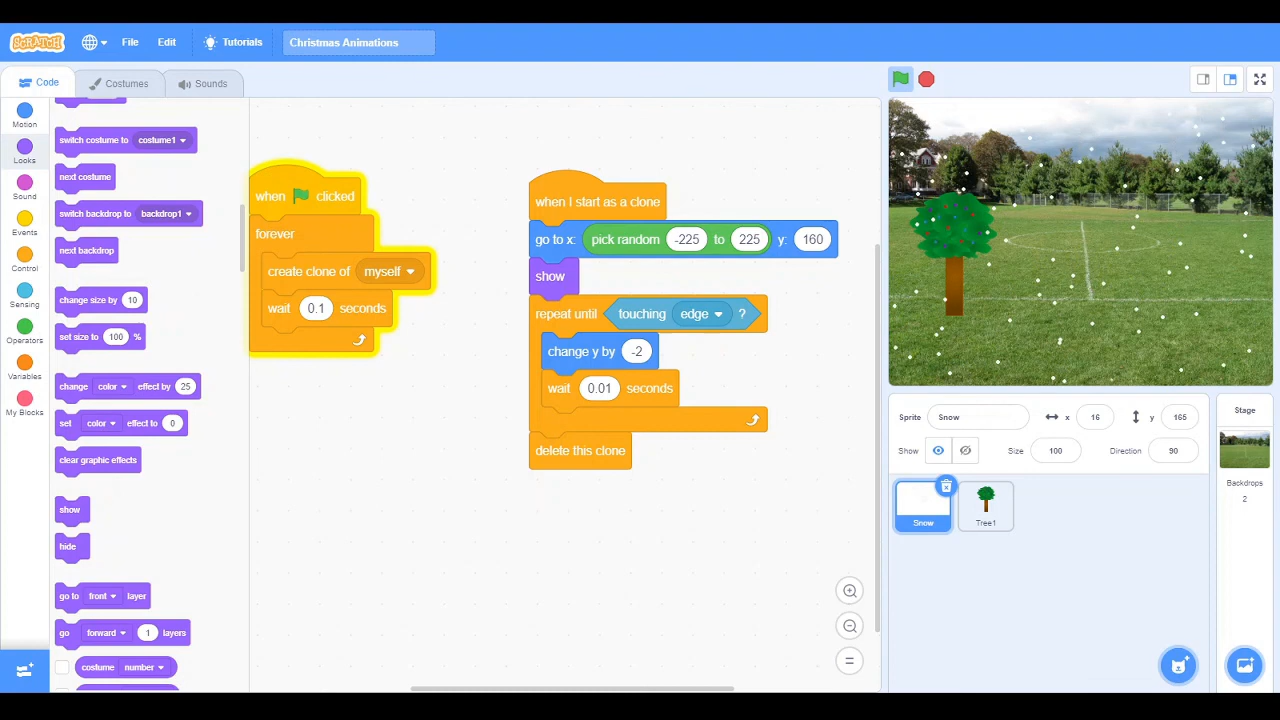 SCRATCH
File
Edit
Tutorials
Christmas Animations
Code
Costumes
Sounds
Motion
Looks
Sound
Events
Control
Sensing
Operators
Variables
My Blocks
switch costume to costume1
next costume
switch backdrop to backdrop1
next backdrop
change size by 10
set size to 100 %
change color effect by 25
set color effect to 0
clear graphic effects
show
hide
go to front layer
go forward 1 layers
costume number
when clicked
forever
create clone of myself
wait 0.1 seconds
when I start as a clone
go to x: pick random -225 to 225 y: 160
show
repeat until touching edge ?
change y by -2
wait 0.01 seconds
delete this clone
Sprite Snow x 16 y 165
Show Size 100 Direction 90
Snow
Tree1
Stage
Backdrops
2